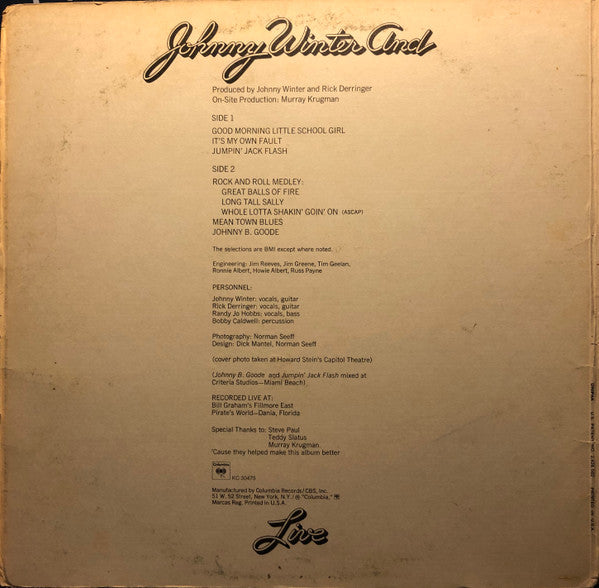 Johnny Winter And
Produced by Johnny Winter and Rick Derringer
On-Site Production: Murray Krugman
SIDE 1
GOOD MORNING LITTLE SCHOOL GIRL
IT'S MY OWN FAULT
JUMPIN' JACK FLASH
SIDE 2
ROCK AND ROLL MEDLEY:
GREAT BALLS OF FIRE
LONG TALL SALLY
WHOLE LOTTA SHAKIN' GOIN' ON (ASCAP)
MEAN TOWN BLUES
JOHNNY B. GOODE
The selections are BMI except where noted.
Engineering: Jim Reeves, Jim Greene, Tim Geelan,
Ronnie Albert, Howie Albert, Russ Payne
PERSONNEL:
Johnny Winter: vocals, guitar
Rick Derringer: vocals, guitar
Randy Jo Hobbs: vocals, bass
Bobby Caldwell: percussion
Photography: Norman Seeff
Design: Dick Mantel, Norman Seeff
(cover photo taken at Howard Stein's Capitol Theatre)
(Johnny B. Goode and Jumpin' Jack Flash mixed at
Criteria Studios—Miami Beach)
RECORDED LIVE AT:
Bill Graham's Fillmore East
Pirate's World—Dania, Florida
Special Thanks to: Steve Paul
Teddy Slatus
Murray Krugman.
'Cause they helped make this album better
Columbia
KC 30475
Manufactured by Columbia Records/CBS, Inc.
51 W. 52 Street, New York, N.Y./ ® "Columbia,"
Marcas Reg. Printed in U.S.A.
Live